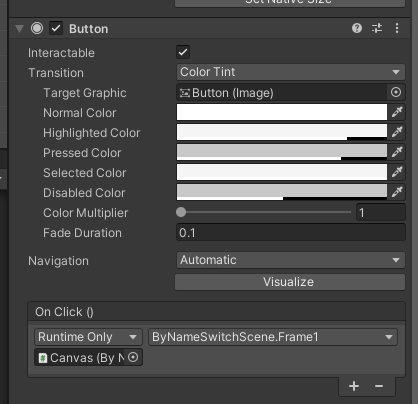 Set Native Size
Button
Interactable
Transition
Color Tint
Target Graphic
Button (Image)
Normal Color
Highlighted Color
Pressed Color
Selected Color
Disabled Color
Color Multiplier
1
Fade Duration
0.1
Navigation
Automatic
Visualize
On Click ()
Runtime Only
ByNameSwitchScene.Frame1
Canvas (By N